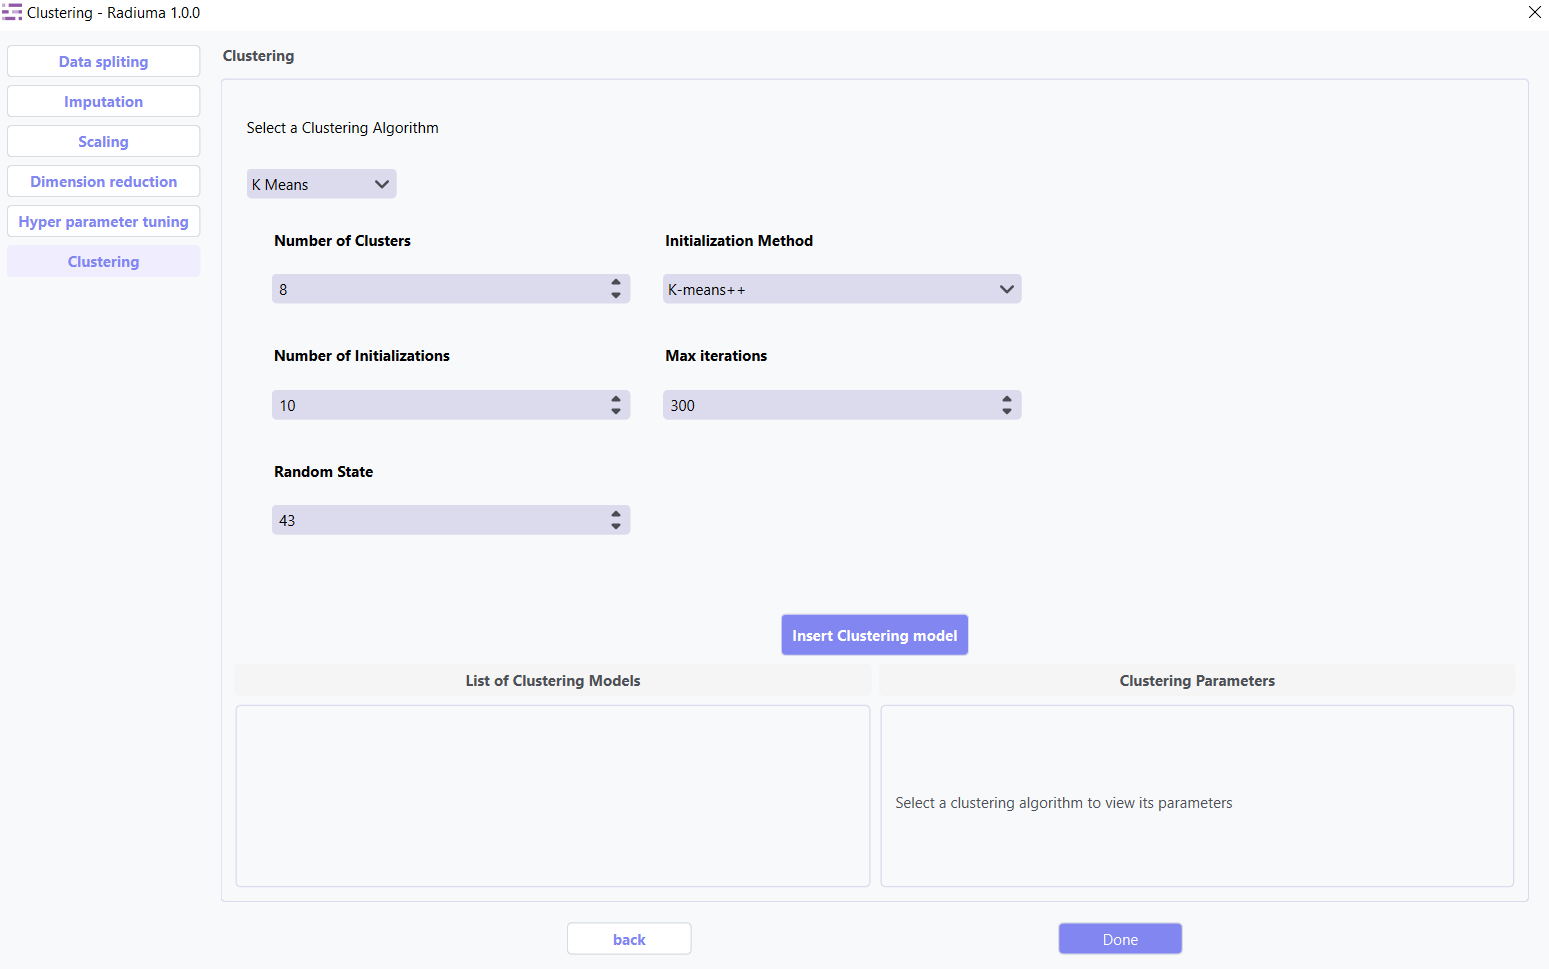 Clustering - Radiuma 1.0.0
Data spliting
Imputation
Scaling
Dimension reduction
Hyper parameter tuning
Clustering
Clustering
Select a Clustering Algorithm
K Means
Number of Clusters
Initialization Method
8
K-means++
Number of Initializations
Max iterations
10
300
Random State
43
Insert Clustering model
List of Clustering Models
Clustering Parameters
Select a clustering algorithm to view its parameters
back
Done